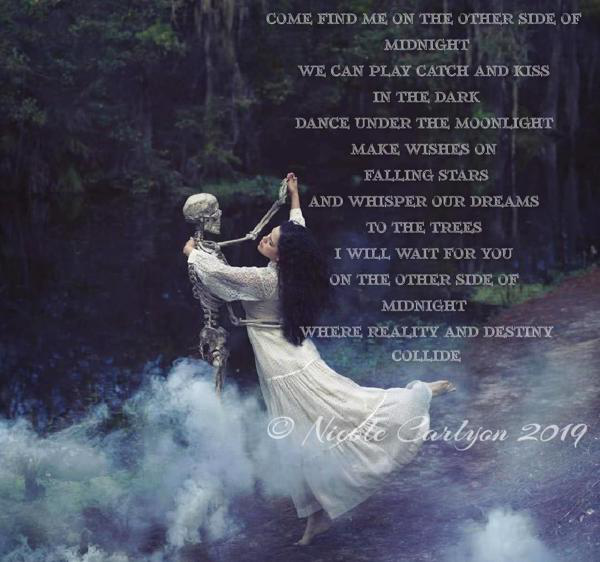 COME FIND ME ON THE OTHER SIDE OF
MIDNIGHT
WE CAN PLAY CATCH AND KISS
IN THE DARK
DANCE UNDER THE MOONLIGHT
MAKE WISHES ON
FALLING STARS
AND WHISPER OUR DREAMS
TO THE TREES
I WILL WAIT FOR YOU
ON THE OTHER SIDE OF
MIDNIGHT
WHERE REALITY AND DESTINY
COLLIDE
© Nicole Carlyon 2019